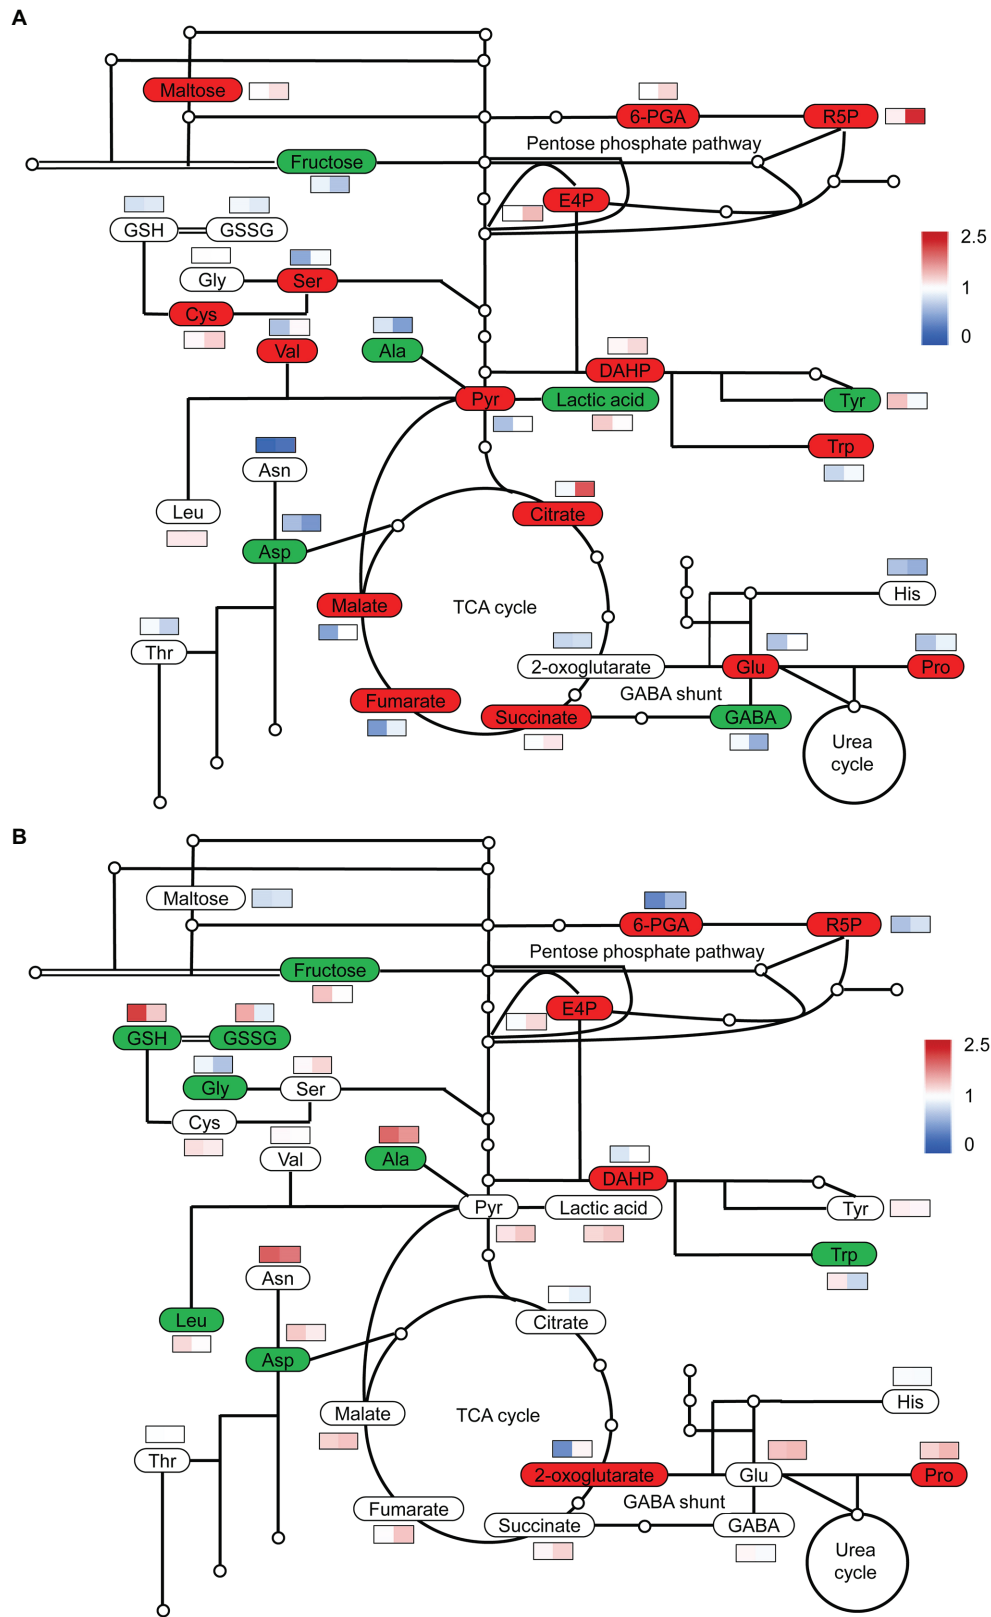 A
Maltose
6-PGA
R5P
Pentose phosphate pathway
Fructose
E4P
GSH
GSSG
2.5
1
0
Gly
Ser
Cys
Val
Ala
DAHP
Pyr
Lactic acid
Tyr
Trp
Asn
Leu
Citrate
Asp
His
Malate
TCA cycle
Thr
2-oxoglutarate
Glu
Pro
Fumarate
GABA shunt
Succinate
GABA
Urea
cycle
B
Maltose
6-PGA
R5P
Pentose phosphate pathway
Fructose
E4P
GSH
GSSG
2.5
1
0
Gly
Ser
Cys
Val
Ala
DAHP
Pyr
Lactic acid
Tyr
Trp
Asn
Leu
Citrate
Asp
His
Malate
TCA cycle
Thr
2-oxoglutarate
Glu
Pro
Fumarate
GABA shunt
Succinate
GABA
Urea
cycle